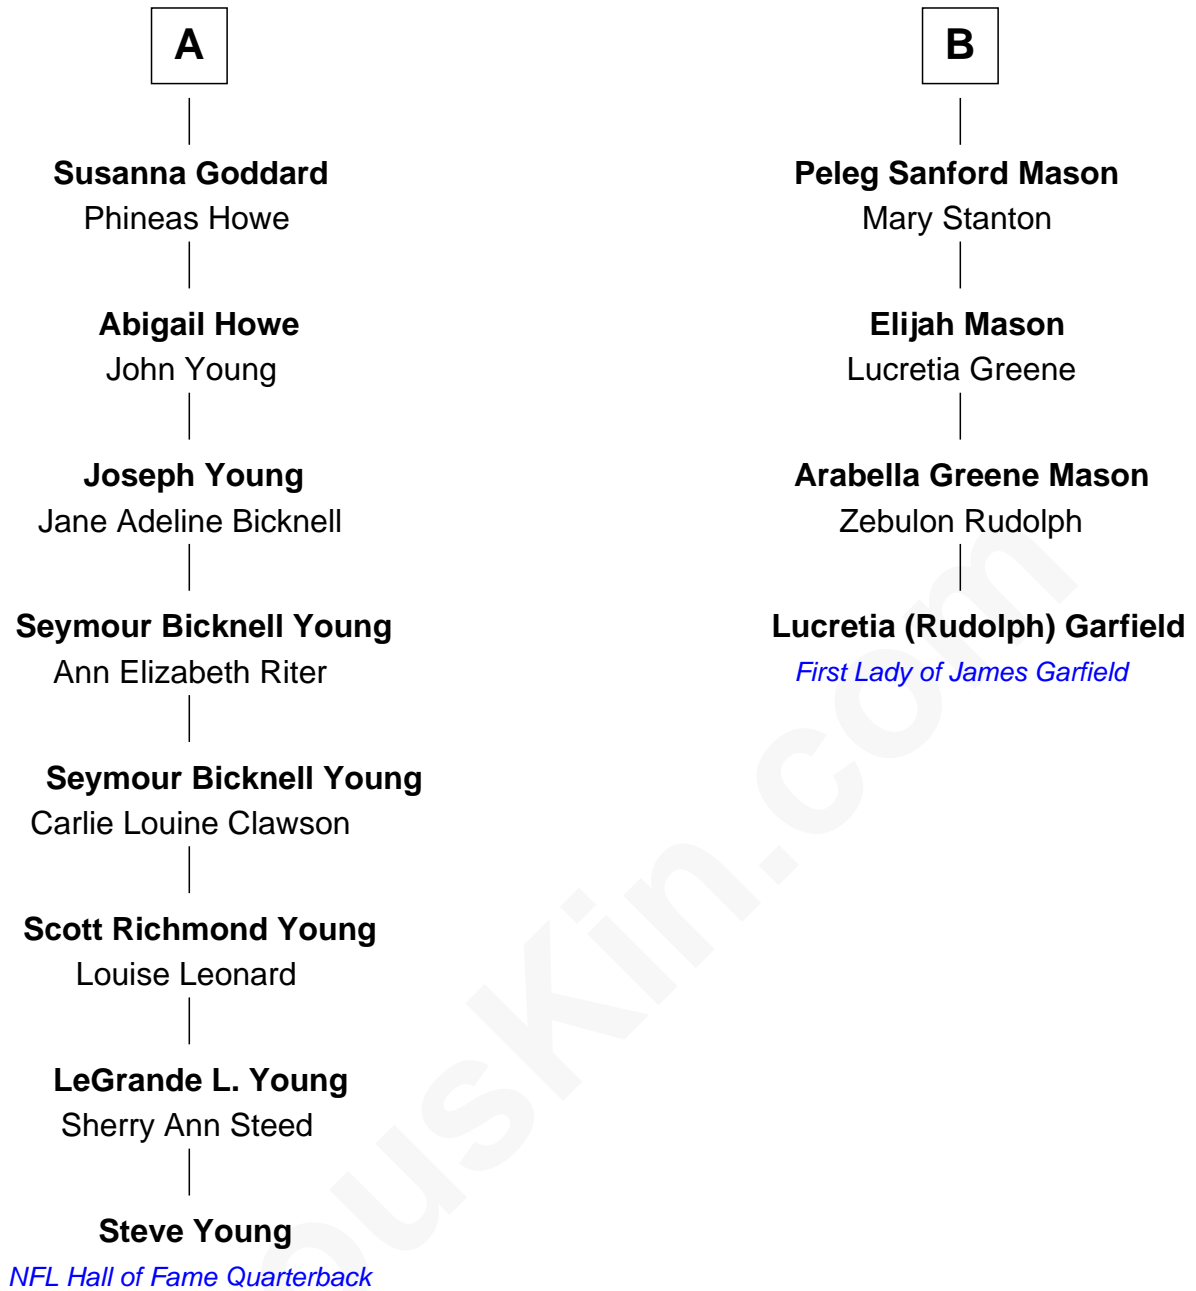 A
Susanna Goddard
Phineas Howe
Abigail Howe
John Young
Joseph Young
Jane Adeline Bicknell
Seymour Bicknell Young
Ann Elizabeth Riter
Seymour Bicknell Young
Carlie Louine Clawson
Scott Richmond Young
Louise Leonard
LeGrande L. Young
Sherry Ann Steed
Steve Young
NFL Hall of Fame Quarterback
B
Peleg Sanford Mason
Mary Stanton
Elijah Mason
Lucretia Greene
Arabella Greene Mason
Zebulon Rudolph
Lucretia (Rudolph) Garfield
First Lady of James Garfield
ousKin.com